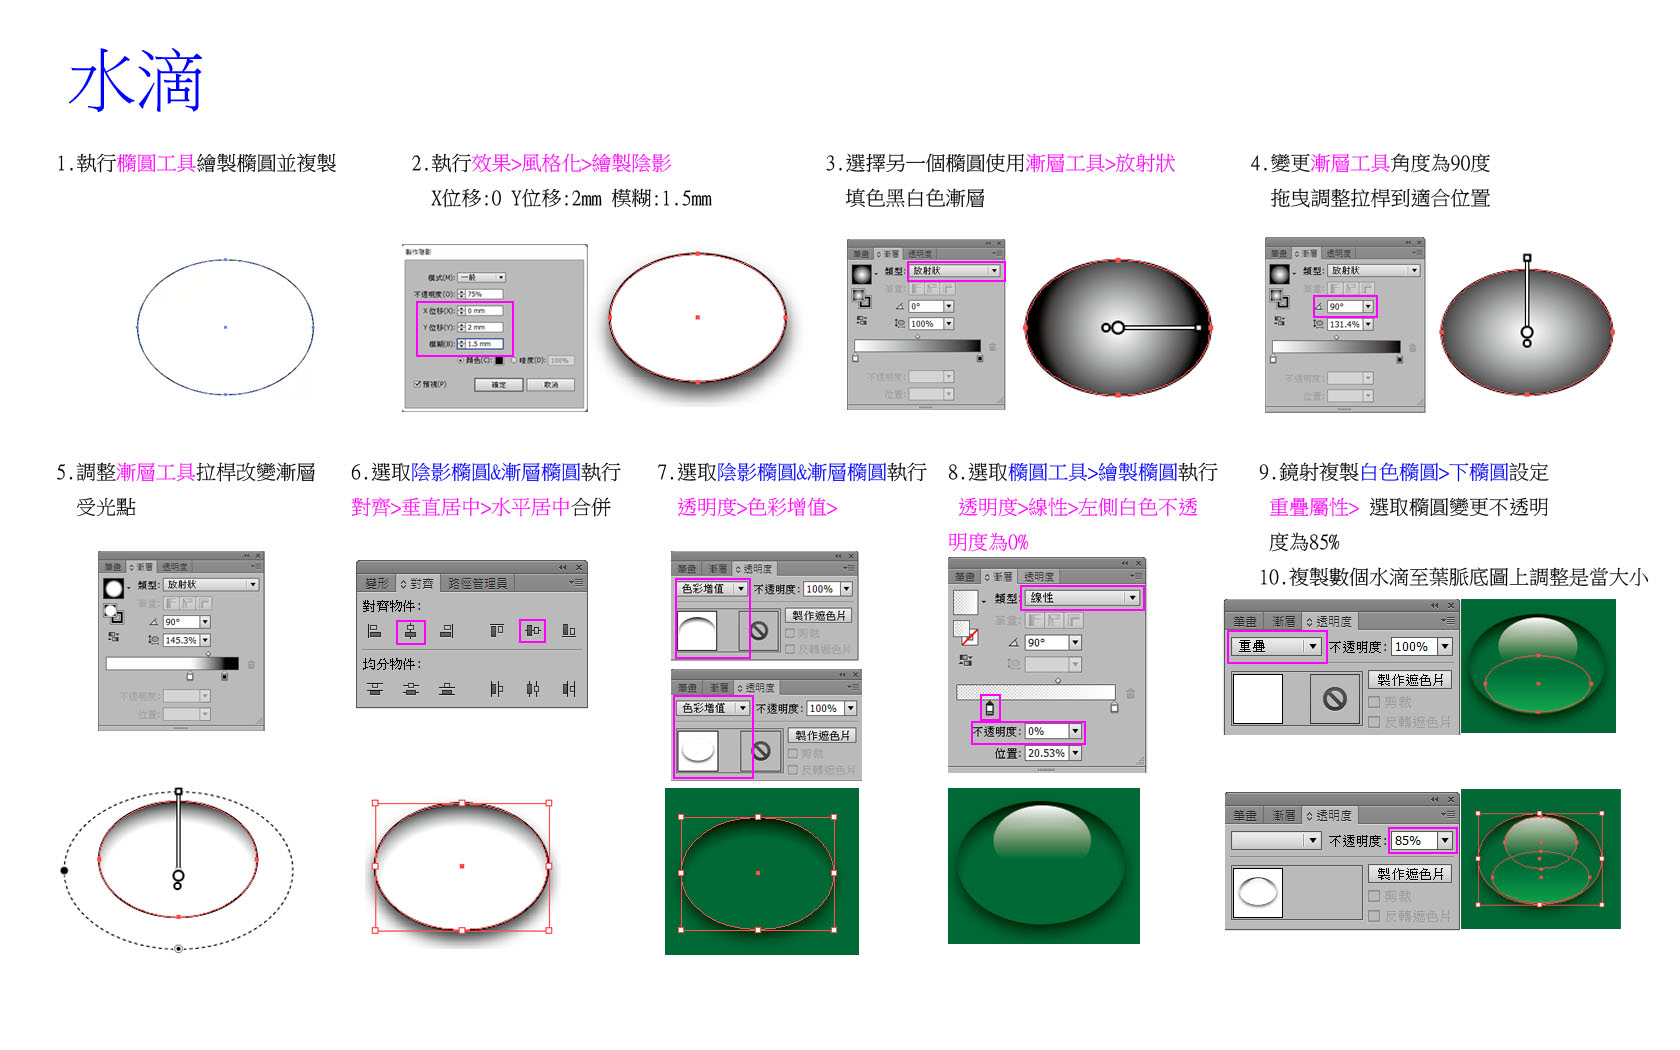 水滴
1.執行橢圓工具繪製橢圓並複製
2.執行效果>風格化>繪製陰影
X位移:0 Y位移:2mm 模糊:1.5mm
3.選擇另一個橢圓使用漸層工具>放射狀
填色黑白色漸層
4.變更漸層工具角度為90度
拖曳調整拉桿到適合位置
製作陰影
模式(M): 一般
不透明度(O): 75%
X 位移(X): 0 mm
Y 位移(Y): 2 mm
模糊(B): 1.5 mm
顏色(C): 暗度(D): 100%
預視(P) 確定 取消
筆畫 漸層 透明度
類型: 放射狀
筆畫:
0°
100%
不透明度:
位置:
筆畫 漸層 透明度
類型: 放射狀
筆畫:
90°
131.4%
不透明度:
位置:
5.調整漸層工具拉桿改變漸層
受光點
6.選取陰影橢圓&漸層橢圓執行
對齊>垂直居中>水平居中合併
7.選取陰影橢圓&漸層橢圓執行
透明度>色彩增值>
8.選取橢圓工具>繪製橢圓執行
透明度>線性>左側白色不透
明度為0%
9.鏡射複製白色橢圓>下橢圓設定
重疊屬性> 選取橢圓變更不透明
度為85%
10.複製數個水滴至葉脈底圖上調整是當大小
筆畫 漸層 透明度
類型: 放射狀
筆畫:
90°
145.3%
不透明度:
位置:
變形 對齊 路徑管理員
對齊物件:
均分物件:
筆畫 漸層 透明度
色彩增值 不透明度: 100%
製作遮色片
剪裁
反轉遮色片
筆畫 漸層 透明度
色彩增值 不透明度: 100%
製作遮色片
剪裁
反轉遮色片
筆畫 漸層 透明度
類型: 線性
筆畫:
90°
不透明度: 0%
位置: 20.53%
筆畫 漸層 透明度
重疊 不透明度: 100%
製作遮色片
剪裁
反轉遮色片
筆畫 漸層 透明度
不透明度: 85%
製作遮色片
剪裁
反轉遮色片